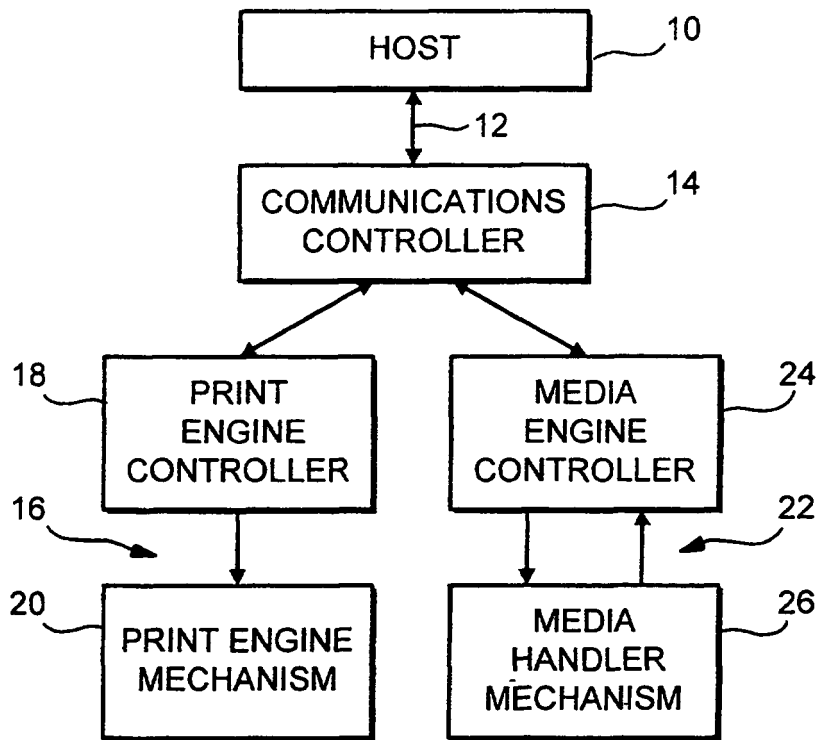 HOST
10
12
COMMUNICATIONS
CONTROLLER
14
18
PRINT
ENGINE
CONTROLLER
MEDIA
ENGINE
CONTROLLER
24
16
22
20
PRINT ENGINE
MECHANISM
MEDIA
HANDLER
MECHANISM
26